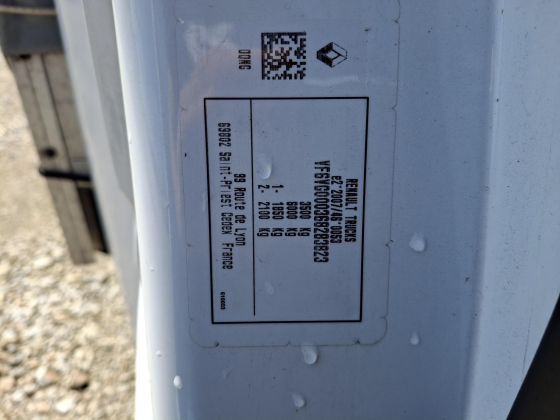 DDNG
RENAULT TRUCKS
e2*2007/46*0053
3500 Kg
6000 Kg
1- 1850 Kg
2- 2100 Kg
99 Route de Lyon
69802 Saint-Priest Cedex France